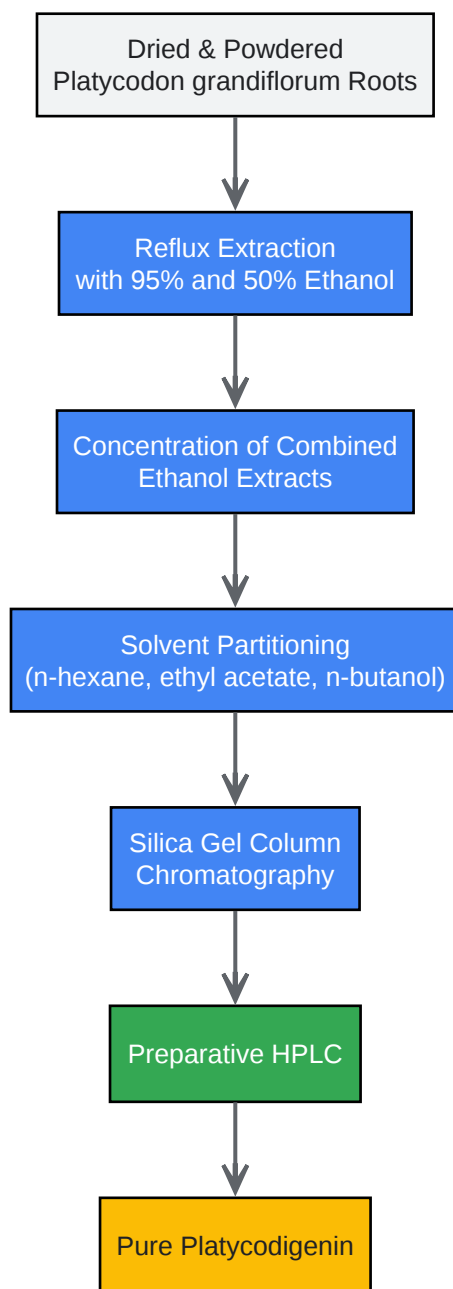 Dried & Powdered
Platycodon grandiflorum Roots
Reflux Extraction
with 95% and 50% Ethanol
Concentration of Combined
Ethanol Extracts
Solvent Partitioning
(n-hexane, ethyl acetate, n-butanol)
Silica Gel Column
Chromatography
Preparative HPLC
Pure Platycodigenin